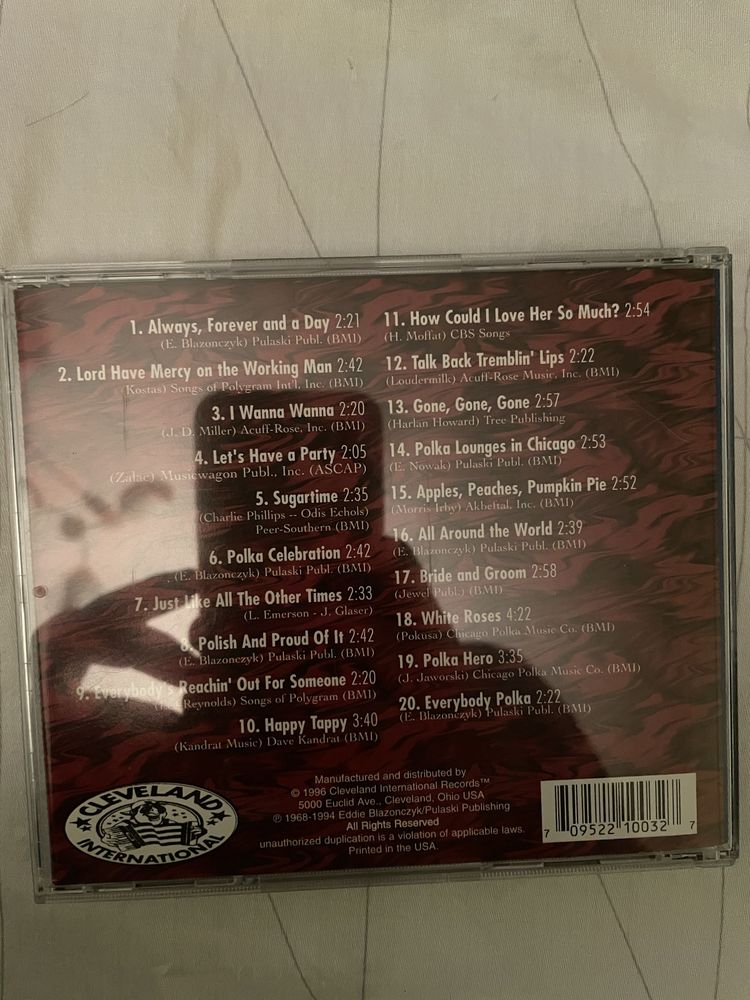 1. Always, Forever and a Day 2:21
(E. Blazonczyk) Pulaski Publ. (BMI)
2. Lord Have Mercy on the Working Man 2:42
(Kostas) Songs of Polygram Int'l, Inc. (BMI)
3. I Wanna Wanna 2:20
(J. D. Miller) Acuff-Rose, Inc. (BMI)
4. Let's Have a Party 2:05
(Zalac) Musicwagon Publ., Inc. (ASCAP)
5. Sugartime 2:35
(Charlie Phillips -- Odis Echols)
Peer-Southern (BMI)
6. Polka Celebration 2:42
(E. Blazonczyk) Pulaski Publ. (BMI)
7. Just Like All The Other Times 2:33
(L. Emerson - J. Glaser)
8. Polish And Proud Of It 2:42
(E. Blazonczyk) Pulaski Publ. (BMI)
9. Everybody's Reachin' Out For Someone 2:20
Reynolds) Songs of Polygram (BMI)
10. Happy Tappy 3:40
(Kandrat Music) Dave Kandrat (BMI)
11. How Could I Love Her So Much? 2:54
(H. Moffat) CBS Songs
12. Talk Back Tremblin' Lips 2:22
(Loudermilk) Acuff-Rose Music, Inc. (BMI)
13. Gone, Gone, Gone 2:57
(Harlan Howard) Tree Publishing
14. Polka Lounges in Chicago 2:53
(E. Nowak) Pulaski Publ. (BMI)
15. Apples, Peaches, Pumpkin Pie 2:52
(Morris Irby) Akbeltal, Inc. (BMI)
16. All Around the World 2:39
(E. Blazonczyk) Pulaski Publ. (BMI)
17. Bride and Groom 2:58
(Jewel Publ.) (BMI)
18. White Roses 4:22
(Pokusa) Chicago Polka Music Co. (BMI)
19. Polka Hero 3:35
(J. Jaworski) Chicago Polka Music Co. (BMI)
20. Everybody Polka 2:22
(E. Blazonczyk) Pulaski Publ. (BMI)
CLEVELAND
INTERNATIONAL
Manufactured and distributed by
© 1996 Cleveland International Records™
5000 Euclid Ave., Cleveland, Ohio USA
℗ 1968-1994 Eddie Blazonczyk/Pulaski Publishing
All Rights Reserved
unauthorized duplication is a violation of applicable laws.
Printed in the USA.
7 09522 10032 7